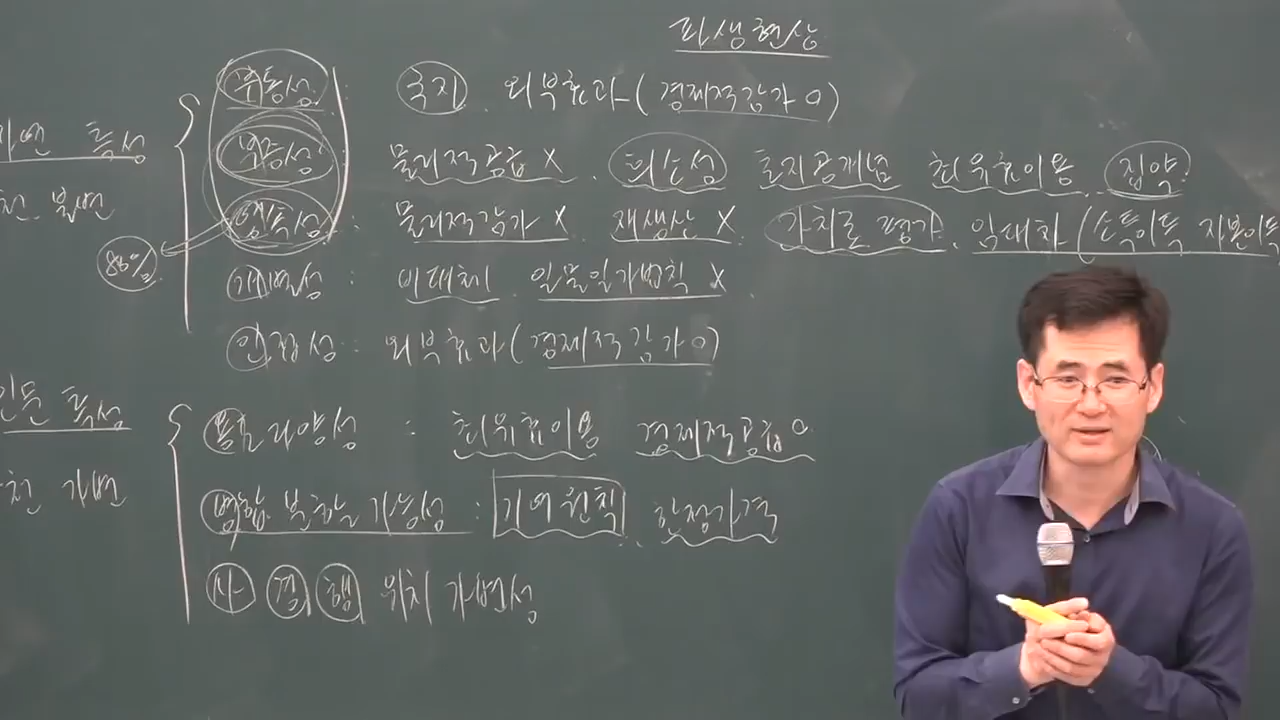 파생현상
부동성 : 국지. 외부효과(경제적감가 O)
자연 특성
부증성 물리적공급 X. 희소성 토지공개념 최유효이용. 집약
불변
영속성 : 물리적감가 X 재생산 X. 가치로 평가. 임대차 (소득이득 자본이득
88%
개별성 : 비대체 일물일가법칙 X.
인접성 : 외부효과(경제적감가 O)
인문 특성
용도 다양성 : 최유효이용 경제적공급 O
가변
병합 분할 가능성 : 기여원칙. 한정가격
사 경 행 위치 가변성